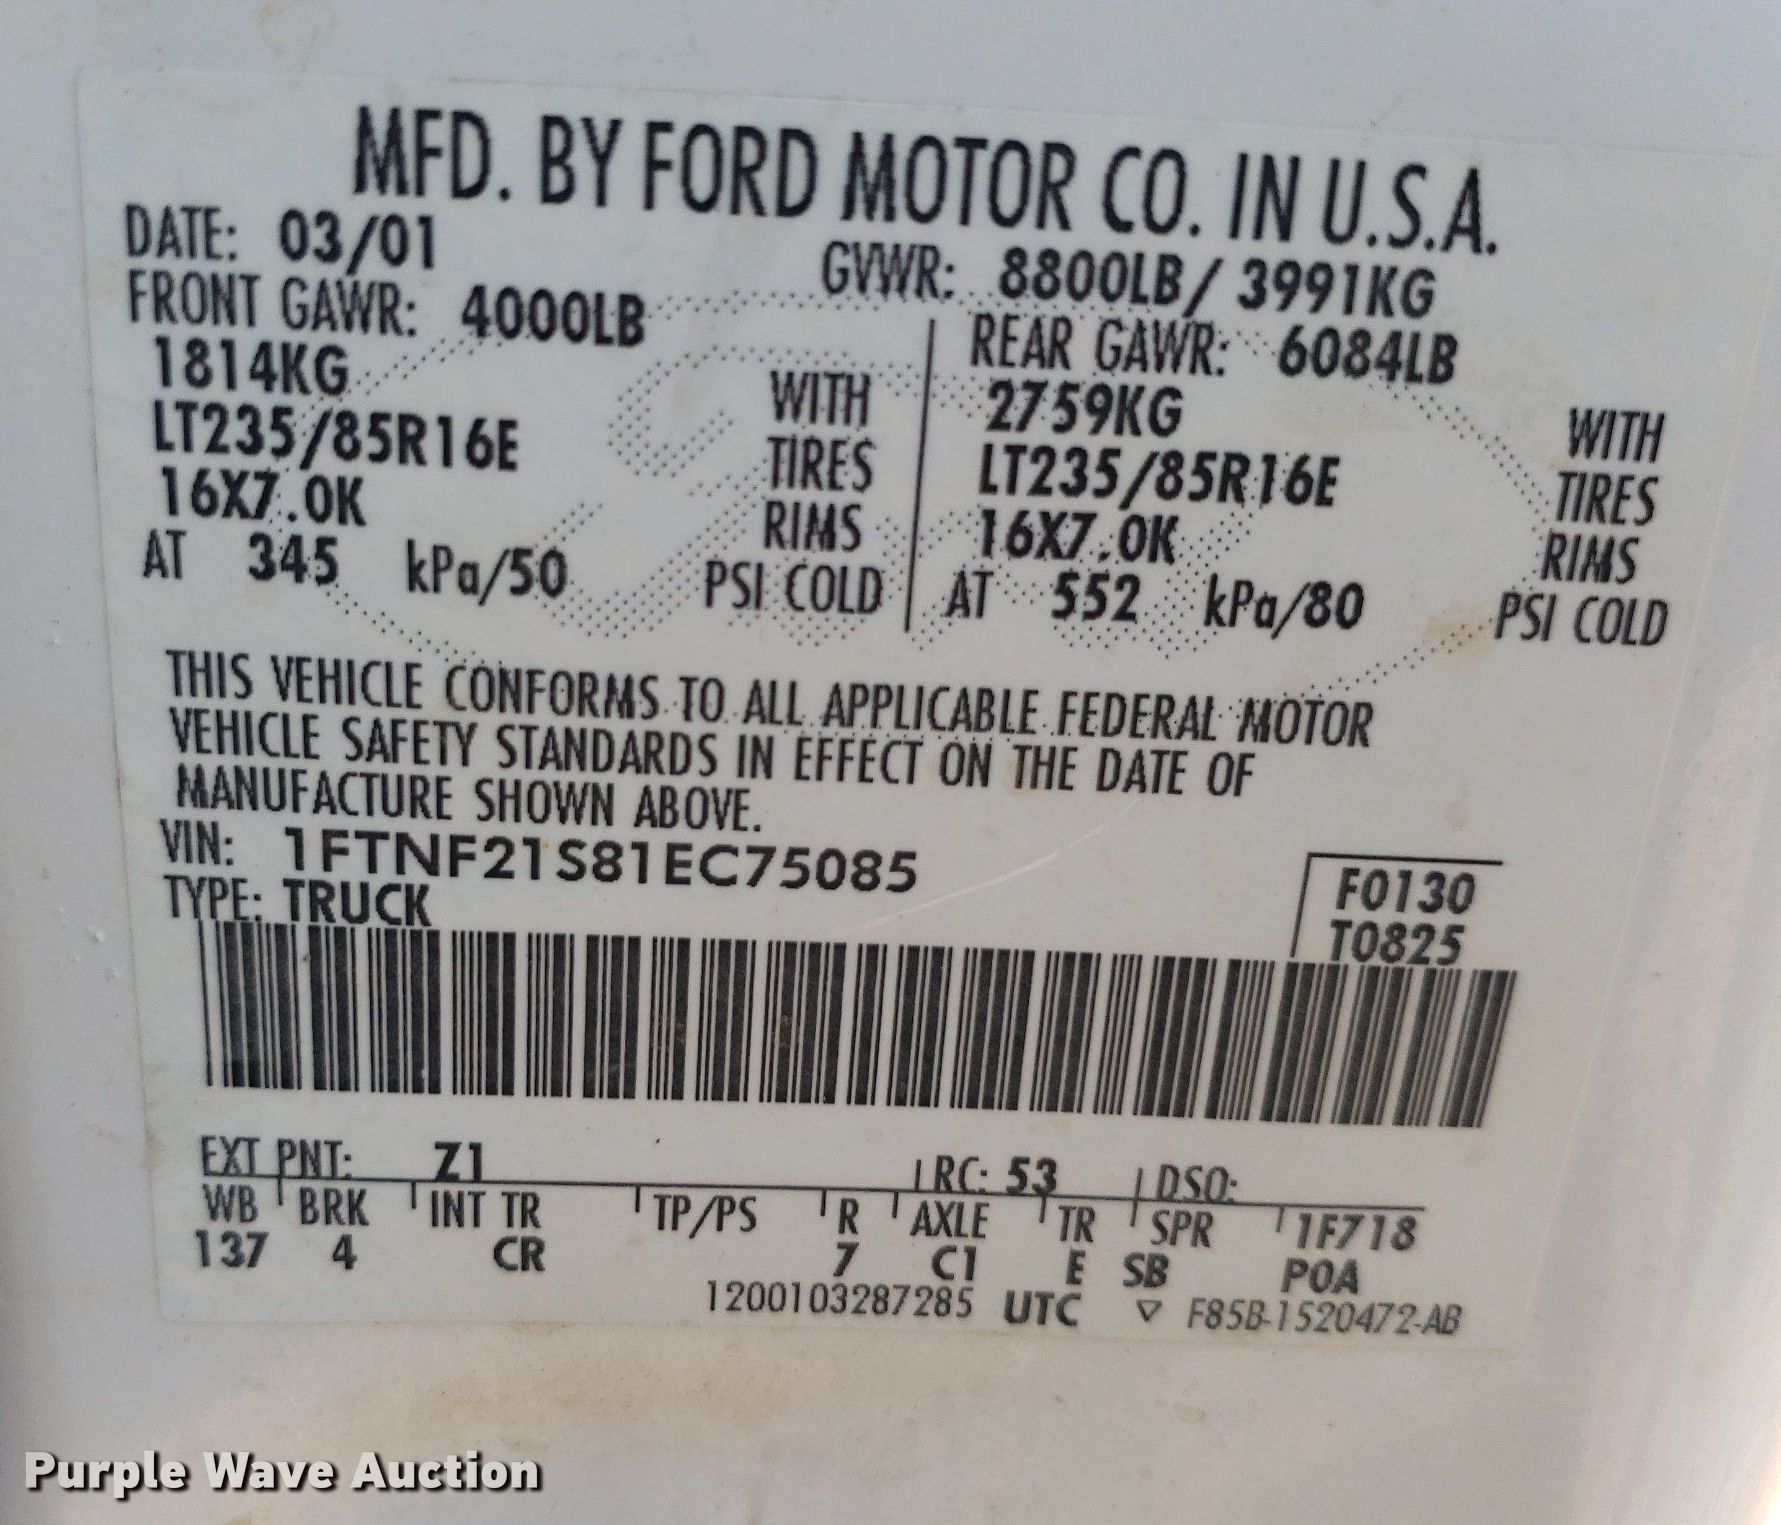 MFD. BY FORD MOTOR CO. IN U.S.A.
DATE: 03/01 GVWR: 8800LB/ 3991KG
FRONT GAWR: 4000LB REAR GAWR: 6084LB
1814KG WITH 2759KG WITH
LT235/85R16E TIRES LT235/85R16E TIRES
16X7.0K RIMS 16X7.0K RIMS
AT 345 kPa/50 PSI COLD AT 552 kPa/80 PSI COLD
THIS VEHICLE CONFORMS TO ALL APPLICABLE FEDERAL MOTOR
VEHICLE SAFETY STANDARDS IN EFFECT ON THE DATE OF
MANUFACTURE SHOWN ABOVE.
VIN: 1FTNF21S81EC75085
TYPE: TRUCK
F0130
T0825
EXT PNT: Z1 RC: 53 DSO:
WB BRK INT TR TP/PS R AXLE TR SPR 1F718
137 4 CR 7 C1 E SB POA
1200103287285 UTC ▽ F85B-1520472-AB
Purple Wave Auction